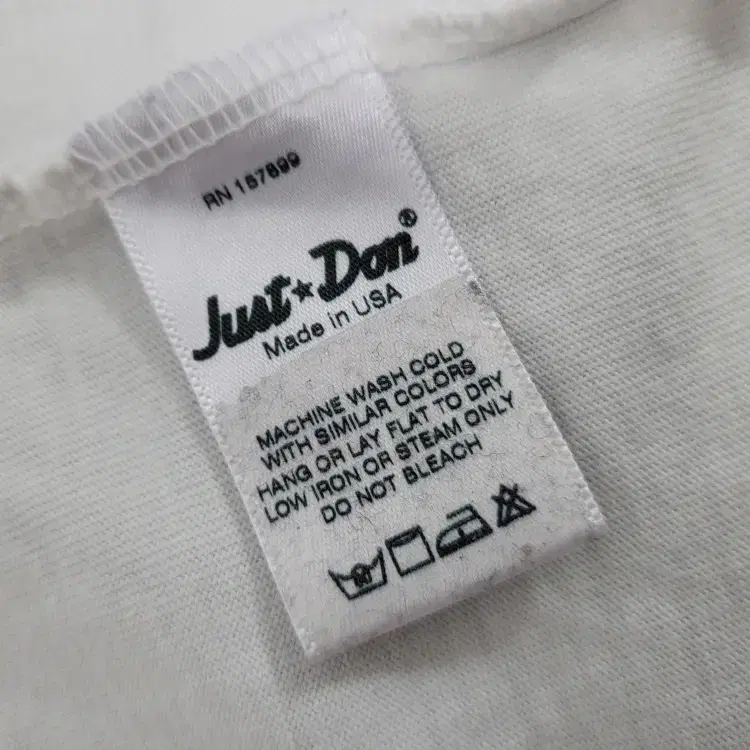 RN 157899
Just★Don®
Made in USA
MACHINE WASH COLD
WITH SIMILAR COLORS
HANG OR LAY FLAT TO DRY
LOW IRON OR STEAM ONLY
DO NOT BLEACH
M